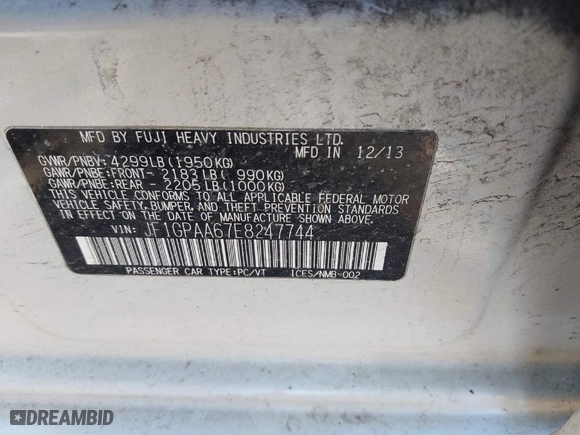 MFD BY FUJI HEAVY INDUSTRIES LTD.
MFD IN 12/13
GVWR/PNBV: 4299LB(1950KG)
GAWR/PNBE:FRONT- 2183LB( 990KG)
GAWR/PNBE:REAR - 2205LB(1000KG)
THIS VEHICLE CONFORMS TO ALL APPLICABLE FEDERAL MOTOR
VEHICLE SAFETY, BUMPER, AND THEFT PREVENTION STANDARDS
IN EFFECT ON THE DATE OF MANUFACTURE SHOWN ABOVE.
VIN: JF1GPAA67E8247744
PASSENGER CAR TYPE:PC/VT ICES/NMB-002
DREAMBID